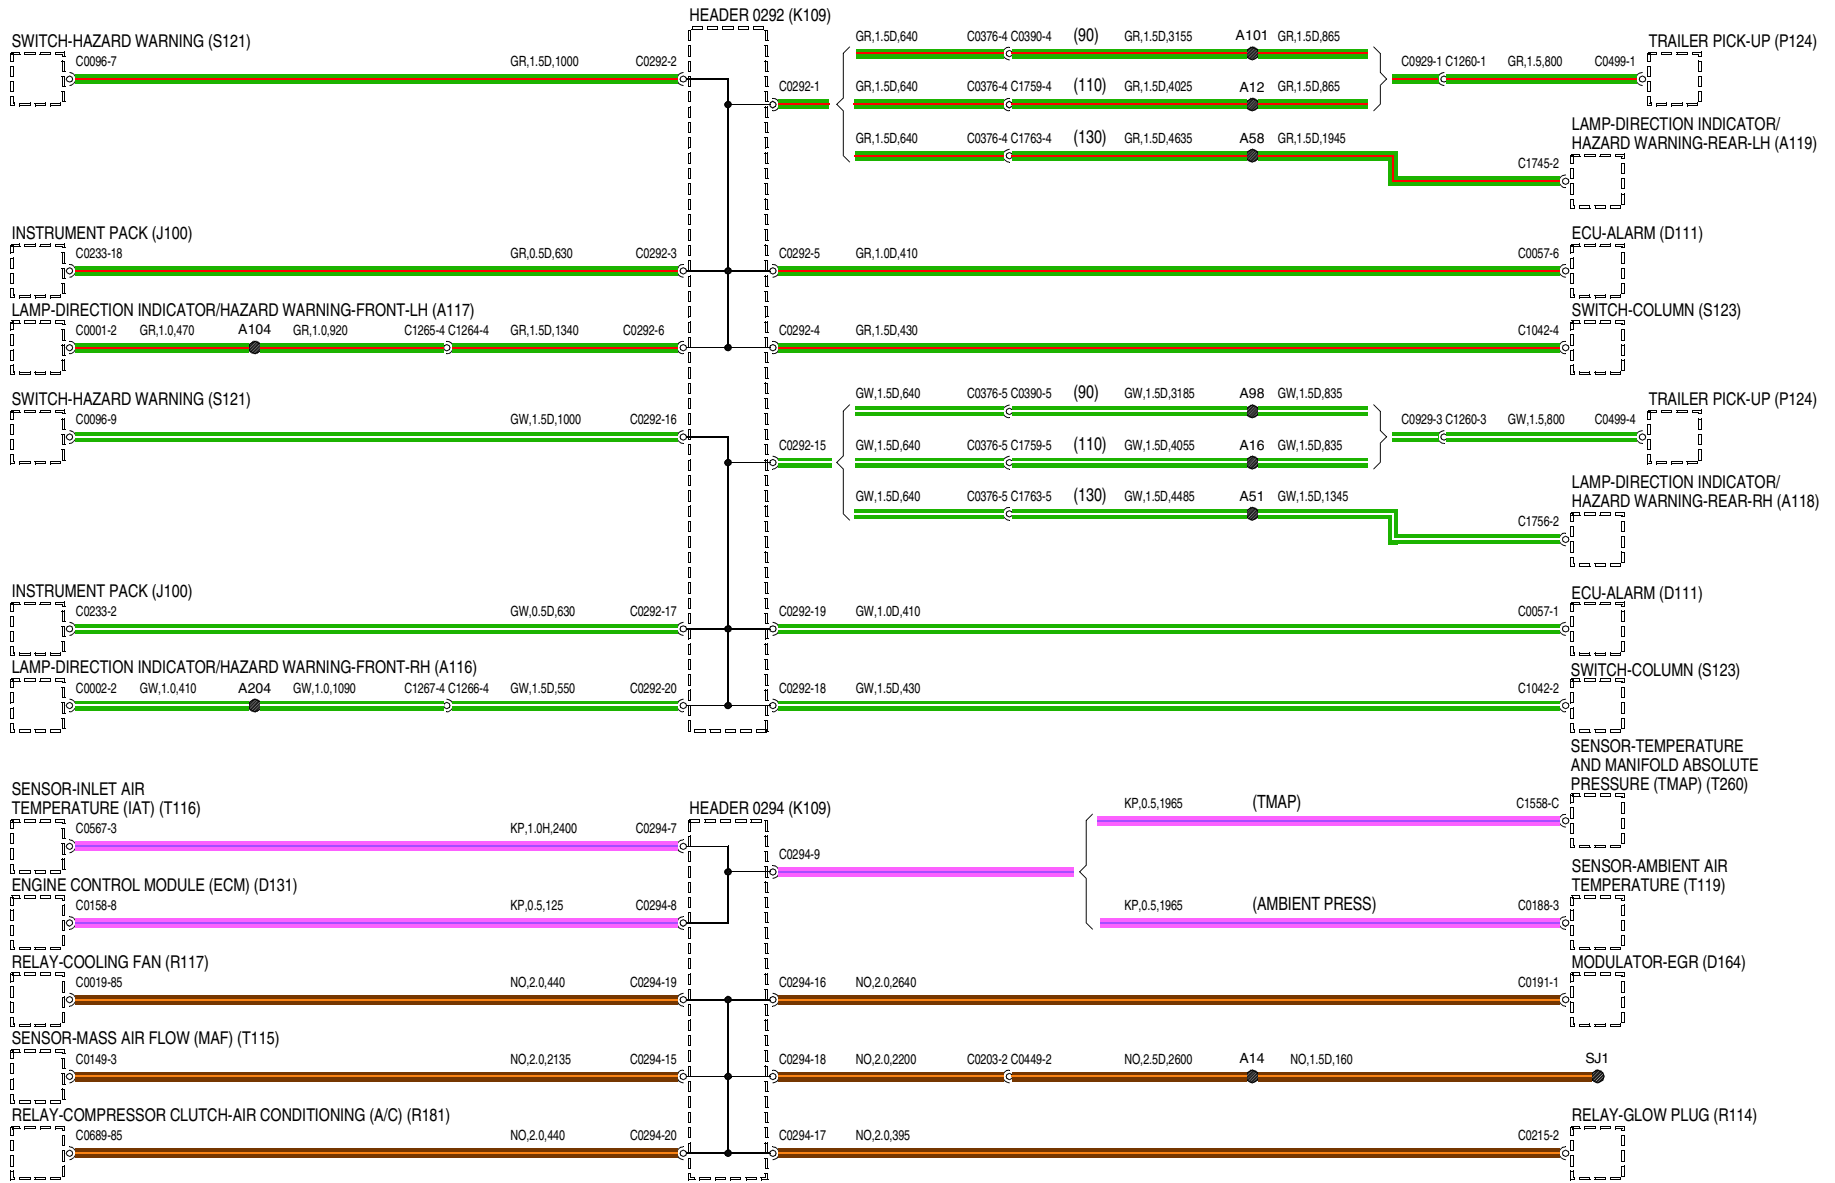 HEADER 0292 (K109)
SWITCH-HAZARD WARNING (S121)
C0096-7 GR,1.5D,1000 C0292-2
C0292-1
GR,1.5D,640 C0376-4 C0390-4 (90) GR,1.5D,3155 A101 GR,1.5D,865
GR,1.5D,640 C0376-4 C1759-4 (110) GR,1.5D,4025 A12 GR,1.5D,865
GR,1.5D,640 C0376-4 C1763-4 (130) GR,1.5D,4635 A58 GR,1.5D,1945
TRAILER PICK-UP (P124)
C0929-1 C1260-1 GR,1.5,800 C0499-1
LAMP-DIRECTION INDICATOR/
HAZARD WARNING-REAR-LH (A119)
C1745-2
INSTRUMENT PACK (J100)
C0233-18 GR,0.5D,630 C0292-3
C0292-5 GR,1.0D,410 C0057-6
ECU-ALARM (D111)
LAMP-DIRECTION INDICATOR/HAZARD WARNING-FRONT-LH (A117)
C0001-2 GR,1.0,470 A104 GR,1.0,920 C1265-4 C1264-4 GR,1.5D,1340 C0292-6
C0292-4 GR,1.5D,430 C1042-4
SWITCH-COLUMN (S123)
SWITCH-HAZARD WARNING (S121)
C0096-9 GW,1.5D,1000 C0292-16
C0292-15
GW,1.5D,640 C0376-5 C0390-5 (90) GW,1.5D,3185 A98 GW,1.5D,835
GW,1.5D,640 C0376-5 C1759-5 (110) GW,1.5D,4055 A16 GW,1.5D,835
GW,1.5D,640 C0376-5 C1763-5 (130) GW,1.5D,4485 A51 GW,1.5D,1345
TRAILER PICK-UP (P124)
C0929-3 C1260-3 GW,1.5,800 C0499-4
LAMP-DIRECTION INDICATOR/
HAZARD WARNING-REAR-RH (A118)
C1756-2
INSTRUMENT PACK (J100)
C0233-2 GW,0.5D,630 C0292-17
C0292-19 GW,1.0D,410 C0057-1
ECU-ALARM (D111)
LAMP-DIRECTION INDICATOR/HAZARD WARNING-FRONT-RH (A116)
C0002-2 GW,1.0,410 A204 GW,1.0,1090 C1267-4 C1266-4 GW,1.5D,550 C0292-20
C0292-18 GW,1.5D,430 C1042-2
SWITCH-COLUMN (S123)
SENSOR-INLET AIR
TEMPERATURE (IAT) (T116)
C0567-3 KP,1.0H,2400 C0294-7
HEADER 0294 (K109)
C0294-9
KP,0.5,1965 (TMAP) C1558-C
SENSOR-TEMPERATURE
AND MANIFOLD ABSOLUTE
PRESSURE (TMAP) (T260)
ENGINE CONTROL MODULE (ECM) (D131)
C0158-8 KP,0.5,125 C0294-8
KP,0.5,1965 (AMBIENT PRESS) C0188-3
SENSOR-AMBIENT AIR
TEMPERATURE (T119)
RELAY-COOLING FAN (R117)
C0019-85 NO,2.0,440 C0294-19
C0294-16 NO,2.0,2640 C0191-1
MODULATOR-EGR (D164)
SENSOR-MASS AIR FLOW (MAF) (T115)
C0149-3 NO,2.0,2135 C0294-15
C0294-18 NO,2.0,2200 C0203-2 C0449-2 NO,2.5D,2600 A14 NO,1.5D,160 SJ1
RELAY-COMPRESSOR CLUTCH-AIR CONDITIONING (A/C) (R181)
C0689-85 NO,2.0,440 C0294-20
C0294-17 NO,2.0,395 C0215-2
RELAY-GLOW PLUG (R114)